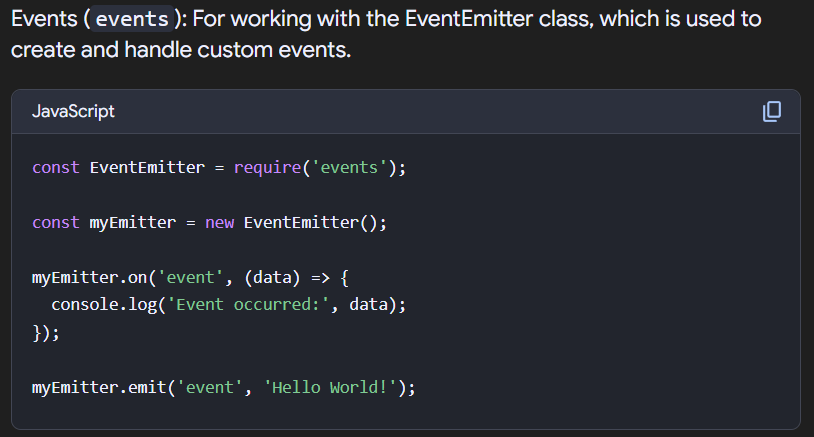 Events (events): For working with the EventEmitter class, which is used to
create and handle custom events.
JavaScript
const EventEmitter = require('events');
const myEmitter = new EventEmitter();
myEmitter.on('event', (data) => {
  console.log('Event occurred:', data);
});
myEmitter.emit('event', 'Hello World!');